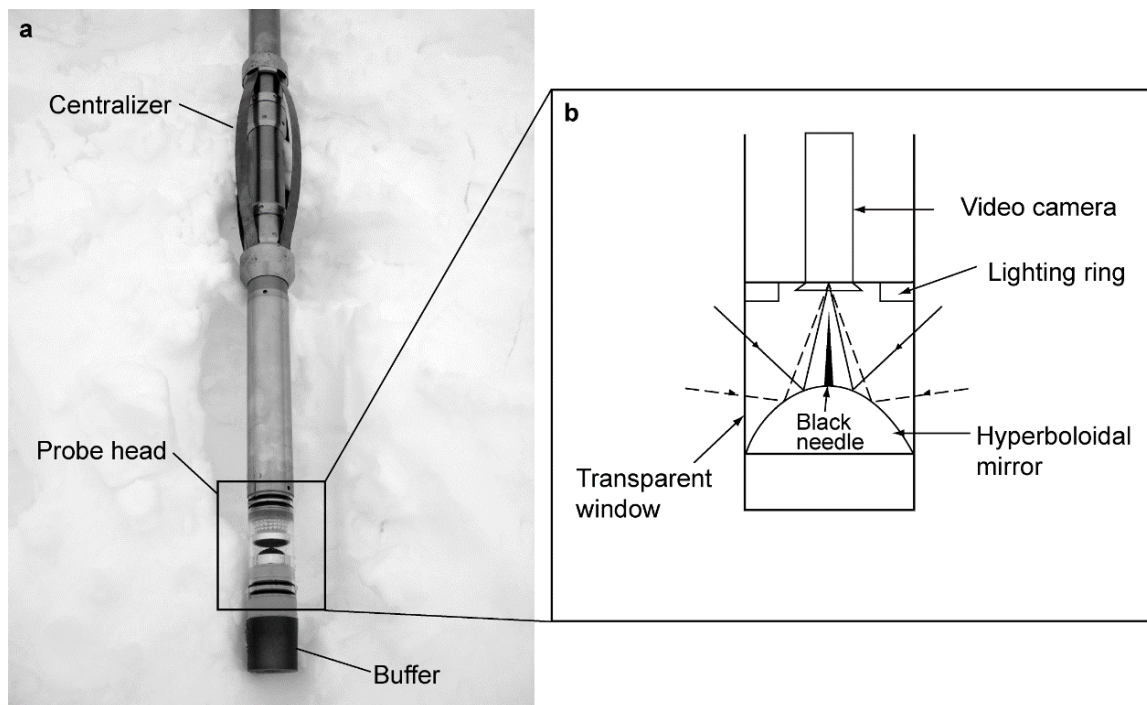 a
Centralizer
Probe head
Buffer
b
Video camera
Lighting ring
Black
needle
Hyperboloidal
mirror
Transparent
window